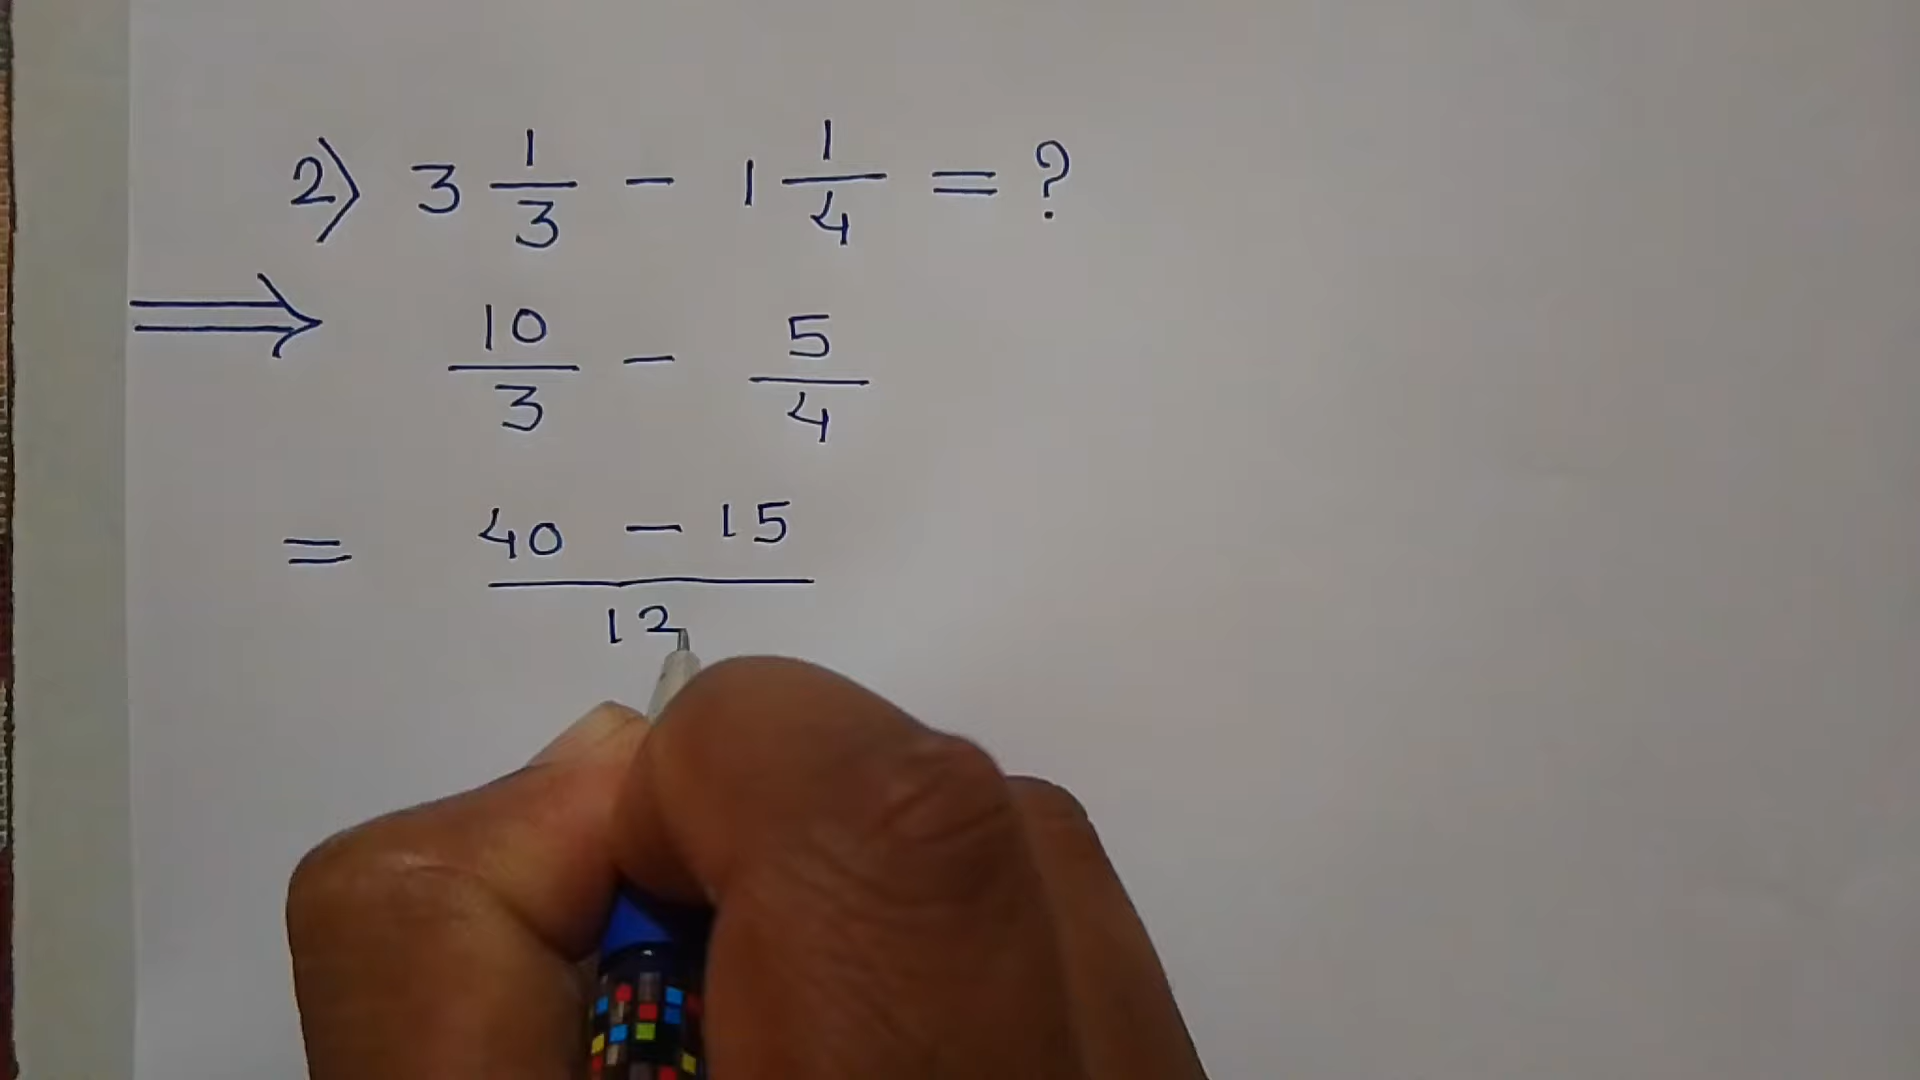 2) 3 1/3 - 1 1/4 = ?
⇒ 10/3 - 5/4
= 40 - 15 / 12